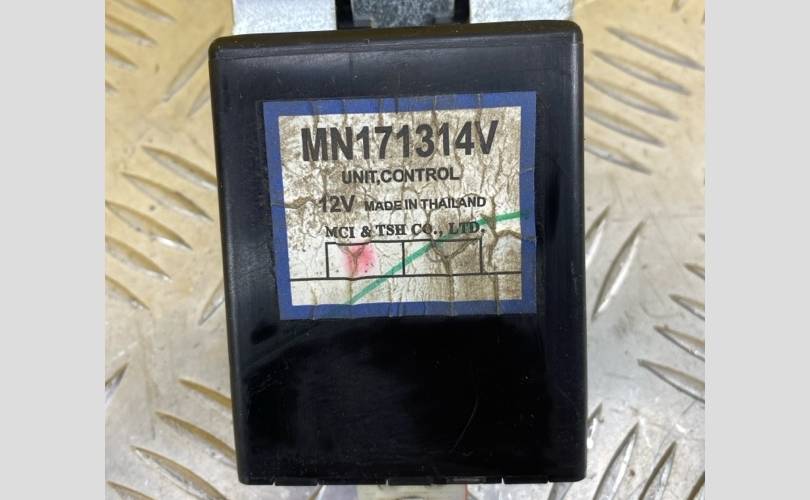 MN171314V
UNIT,CONTROL
12V MADE IN THAILAND
MCI & TSH CO., LTD.